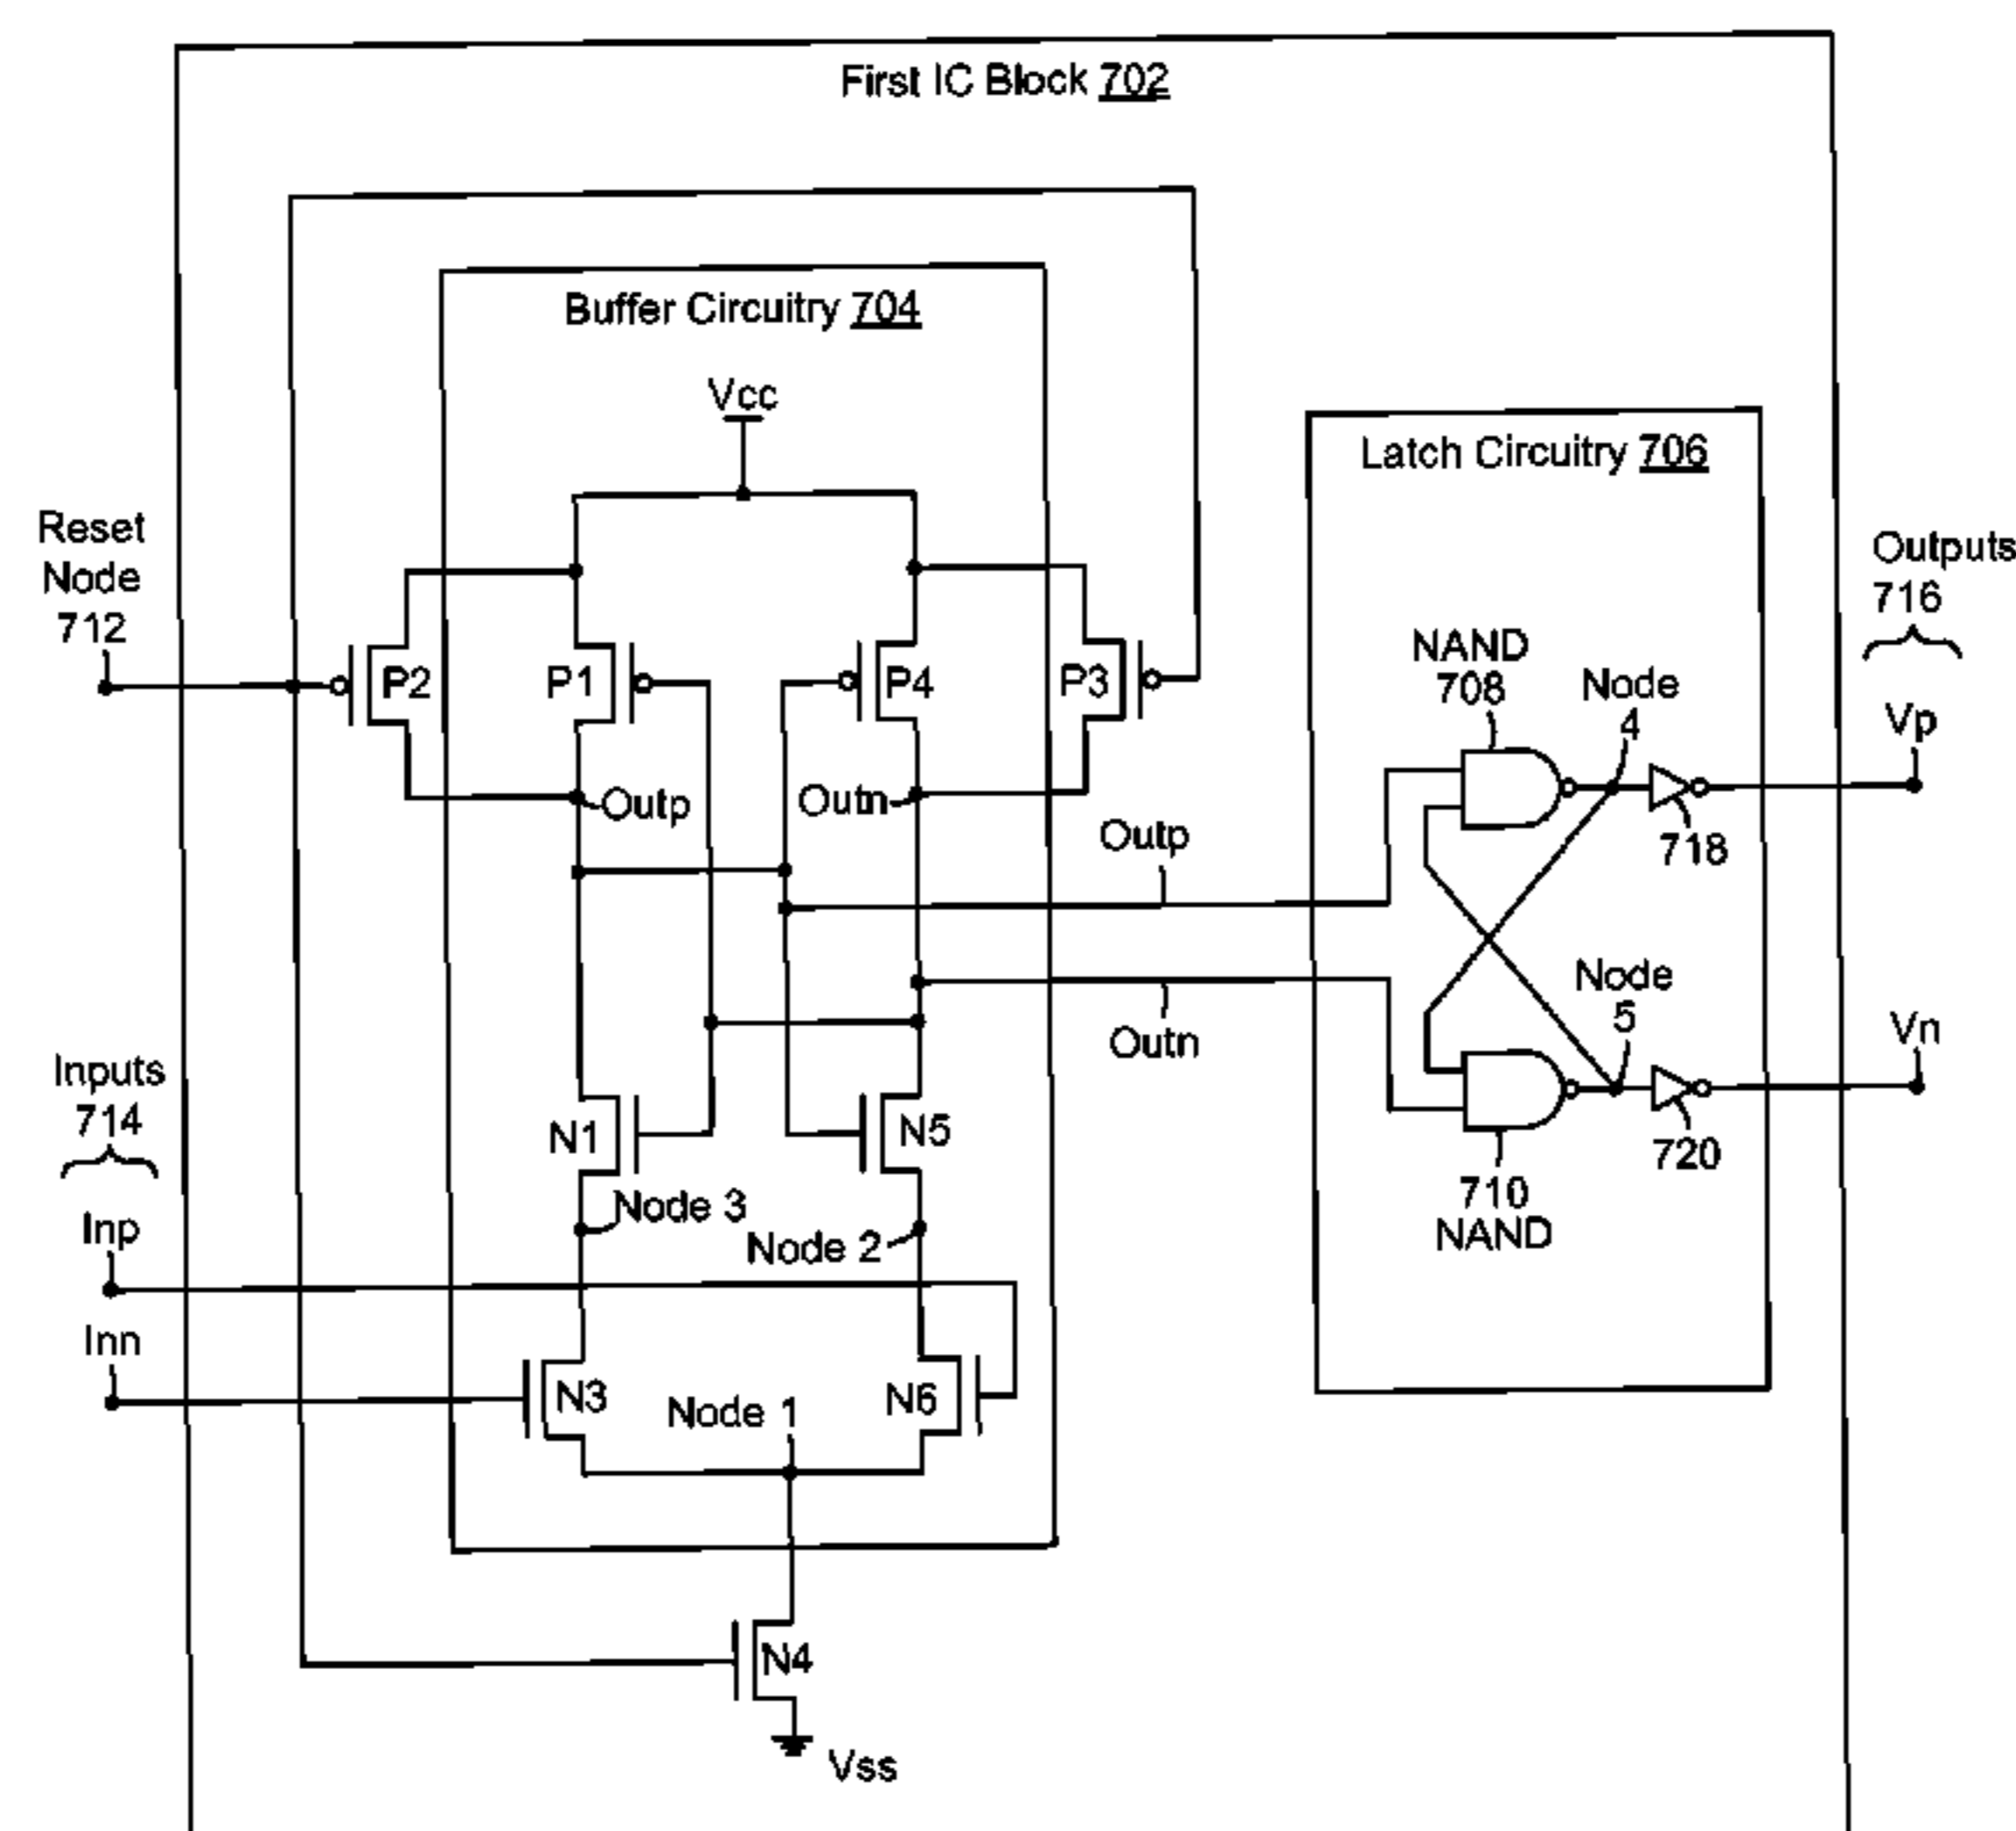 First IC Block 702
Buffer Circuitry 704
Vcc
Latch Circuitry 706
Reset
Node
712
Outputs
716
P2
P1
P4
P3
NAND
708
Node
4
Vp
Outp
Outn
Outp
718
Node
5
Vn
Outn
Inputs
714
N1
N5
720
710
NAND
Node 3
Node 2
Inp
Inn
N3
Node 1
N6
N4
Vss